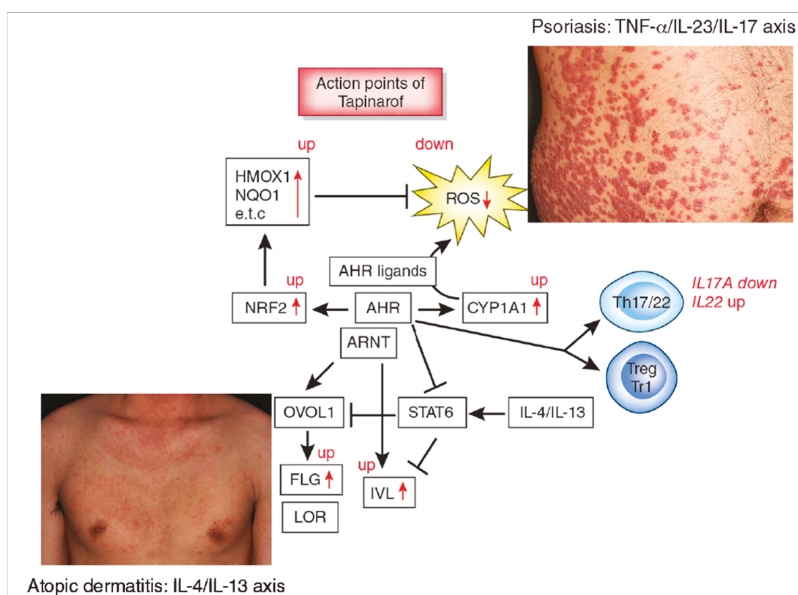 Psoriasis: TNF-α/IL-23/IL-17 axis
Action points of
Tapinarof
up
down
HMOX1
NQO1
e.t.c
ROS
AHR ligands
up
up
NRF2
AHR
CYP1A1
Th17/22
IL17A down
IL22 up
ARNT
Treg
Tr1
OVOL1
STAT6
IL-4/IL-13
up
up
FLG
IVL
LOR
Atopic dermatitis: IL-4/IL-13 axis